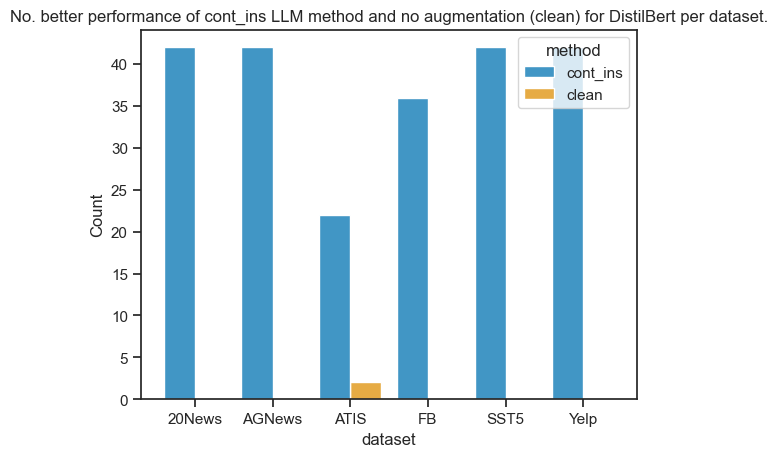 No. better performance of cont_ins LLM method and no augmentation (clean) for DistilBert per dataset.
method
cont_ins
clean
40
35
30
25
20
15
10
5
0
Count
20News AGNews ATIS FB SST5 Yelp
dataset